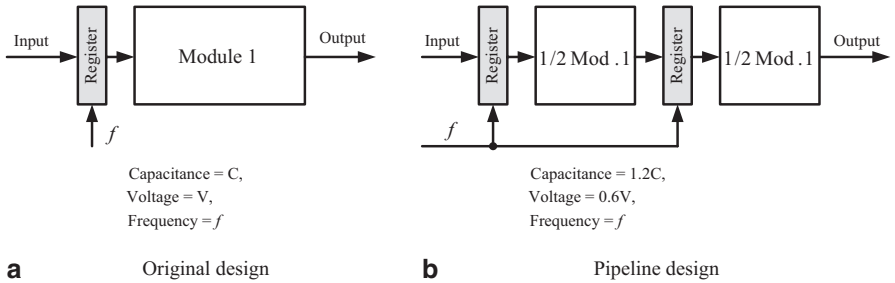 Input
Register
Module 1
Output
f
Capacitance = C,
Voltage = V,
Frequency = f
a
Original design
Input
Register
1/2 Mod .1
Register
1/2 Mod .1
Output
f
Capacitance = 1.2C,
Voltage = 0.6V,
Frequency = f
b
Pipeline design